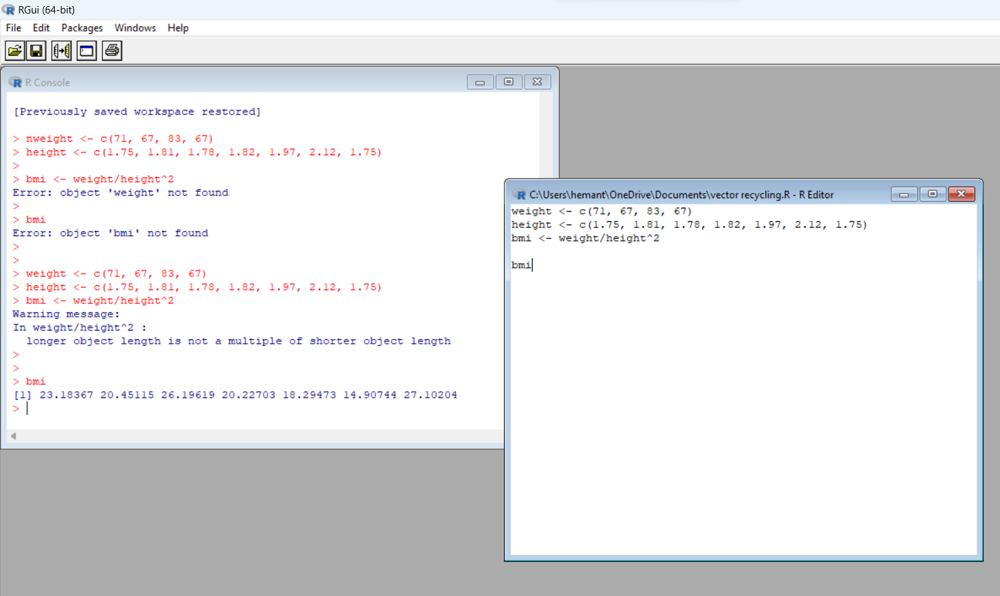 RGui (64-bit)
File Edit Packages Windows Help
R Console
[Previously saved workspace restored]
> nweight <- c(71, 67, 83, 67)
> height <- c(1.75, 1.81, 1.78, 1.82, 1.97, 2.12, 1.75)
>
> bmi <- weight/height^2
Error: object 'weight' not found
>
> bmi
Error: object 'bmi' not found
>
>
> weight <- c(71, 67, 83, 67)
> height <- c(1.75, 1.81, 1.78, 1.82, 1.97, 2.12, 1.75)
> bmi <- weight/height^2
Warning message:
In weight/height^2 :
  longer object length is not a multiple of shorter object length
>
>
> bmi
[1] 23.18367 20.45115 26.19619 20.22703 18.29473 14.90744 27.10204
>
C:\Users\hemant\OneDrive\Documents\vector recycling.R - R Editor
weight <- c(71, 67, 83, 67)
height <- c(1.75, 1.81, 1.78, 1.82, 1.97, 2.12, 1.75)
bmi <- weight/height^2
bmi